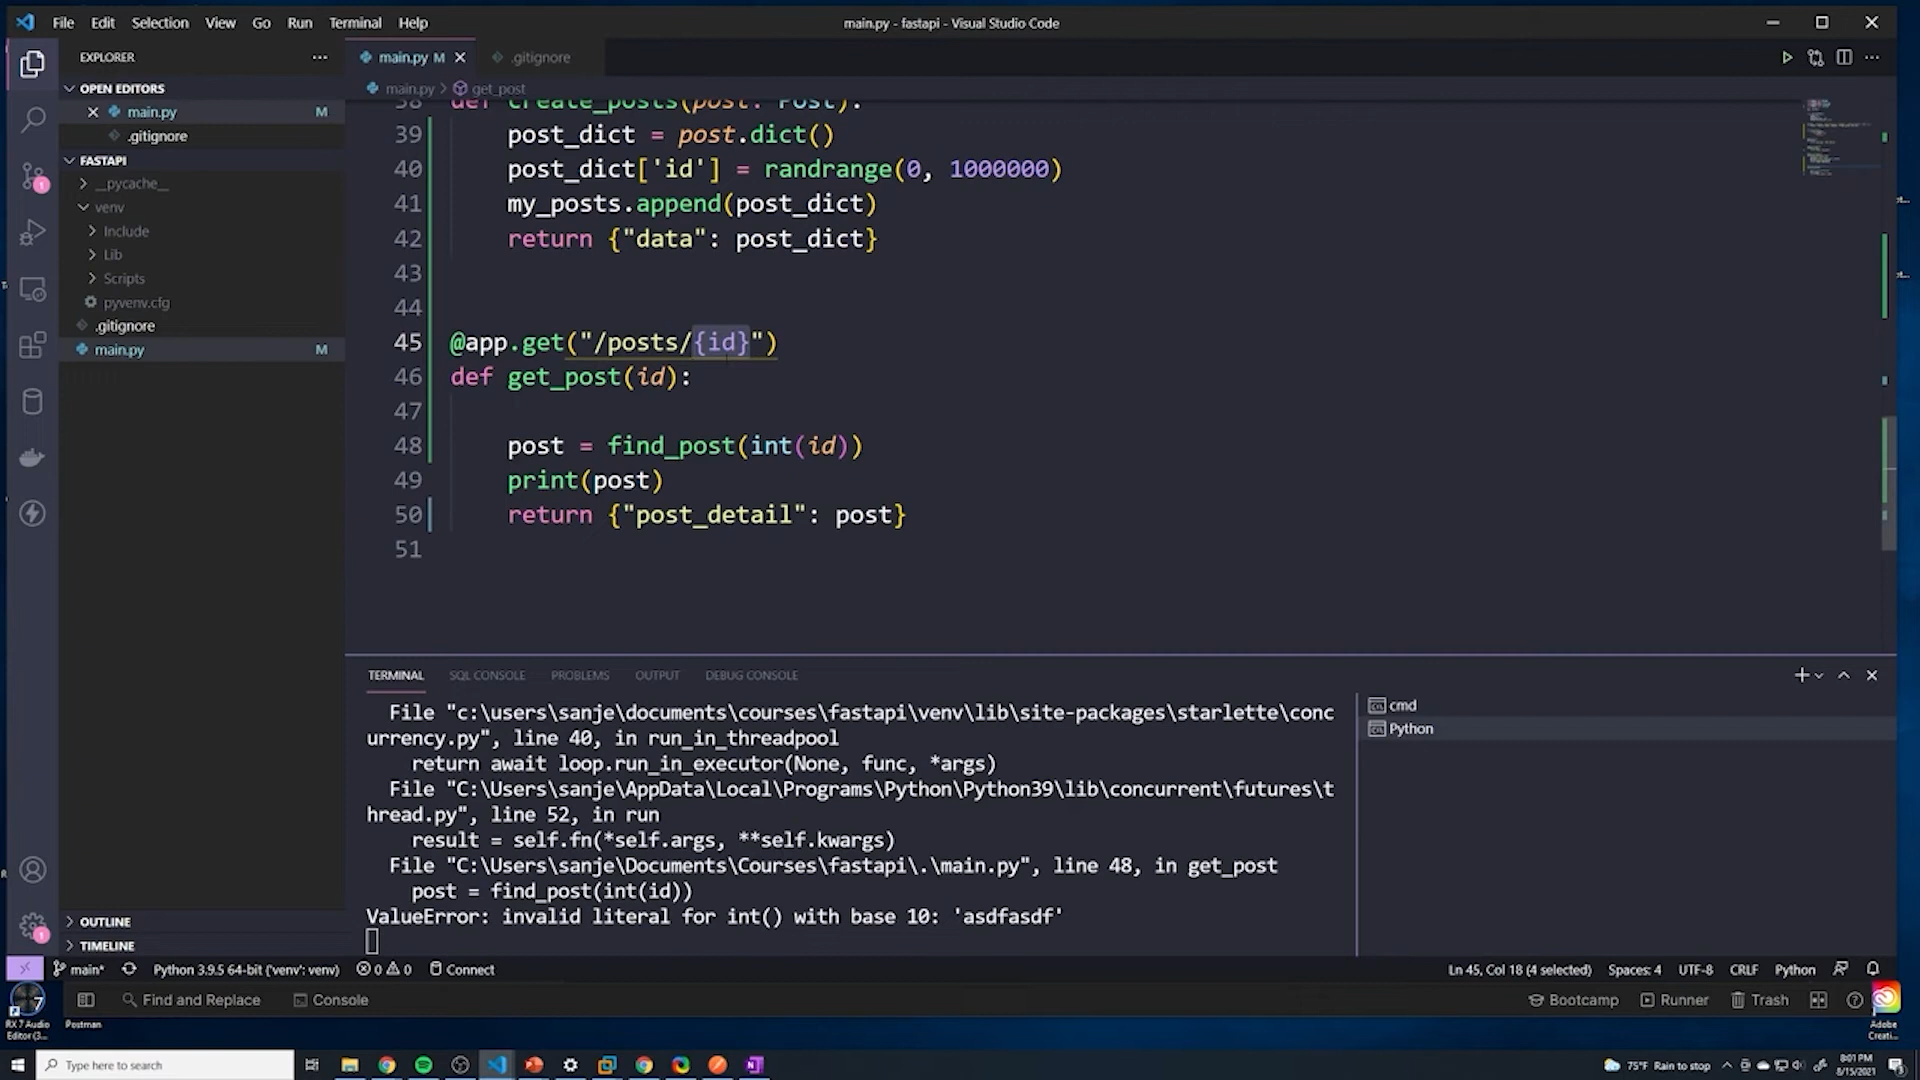 File Edit Selection View Go Run Terminal Help
main.py - fastapi - Visual Studio Code
EXPLORER
main.py M
.gitignore
OPEN EDITORS
main.py > get_post
main.py M
.gitignore
FASTAPI
__pycache__
venv
Include
Lib
Scripts
pyvenv.cfg
.gitignore
main.py M
38 def create_posts(post: Post):
39 post_dict = post.dict()
40 post_dict['id'] = randrange(0, 1000000)
41 my_posts.append(post_dict)
42 return {"data": post_dict}
43
44
45 @app.get("/posts/{id}")
46 def get_post(id):
47
48 post = find_post(int(id))
49 print(post)
50 return {"post_detail": post}
51
TERMINAL SQL CONSOLE PROBLEMS OUTPUT DEBUG CONSOLE
File "c:\users\sanje\documents\courses\fastapi\venv\lib\site-packages\starlette\conc
urrency.py", line 40, in run_in_threadpool
return await loop.run_in_executor(None, func, *args)
File "C:\Users\sanje\AppData\Local\Programs\Python\Python39\lib\concurrent\futures\t
hread.py", line 52, in run
result = self.fn(*self.args, **self.kwargs)
File "C:\Users\sanje\Documents\Courses\fastapi\.\main.py", line 48, in get_post
post = find_post(int(id))
ValueError: invalid literal for int() with base 10: 'asdfasdf'
cmd
Python
OUTLINE
TIMELINE
1
1
main* Python 3.9.5 64-bit ('venv': venv) 0 0 Connect
Ln 45, Col 18 (4 selected) Spaces: 4 UTF-8 CRLF Python
Find and Replace Console
Bootcamp Runner Trash
RX 7 Audio
Editor (3...
Postman
Adobe
Creati...
Type here to search
75°F Rain to stop
8:01 PM
8/15/2021